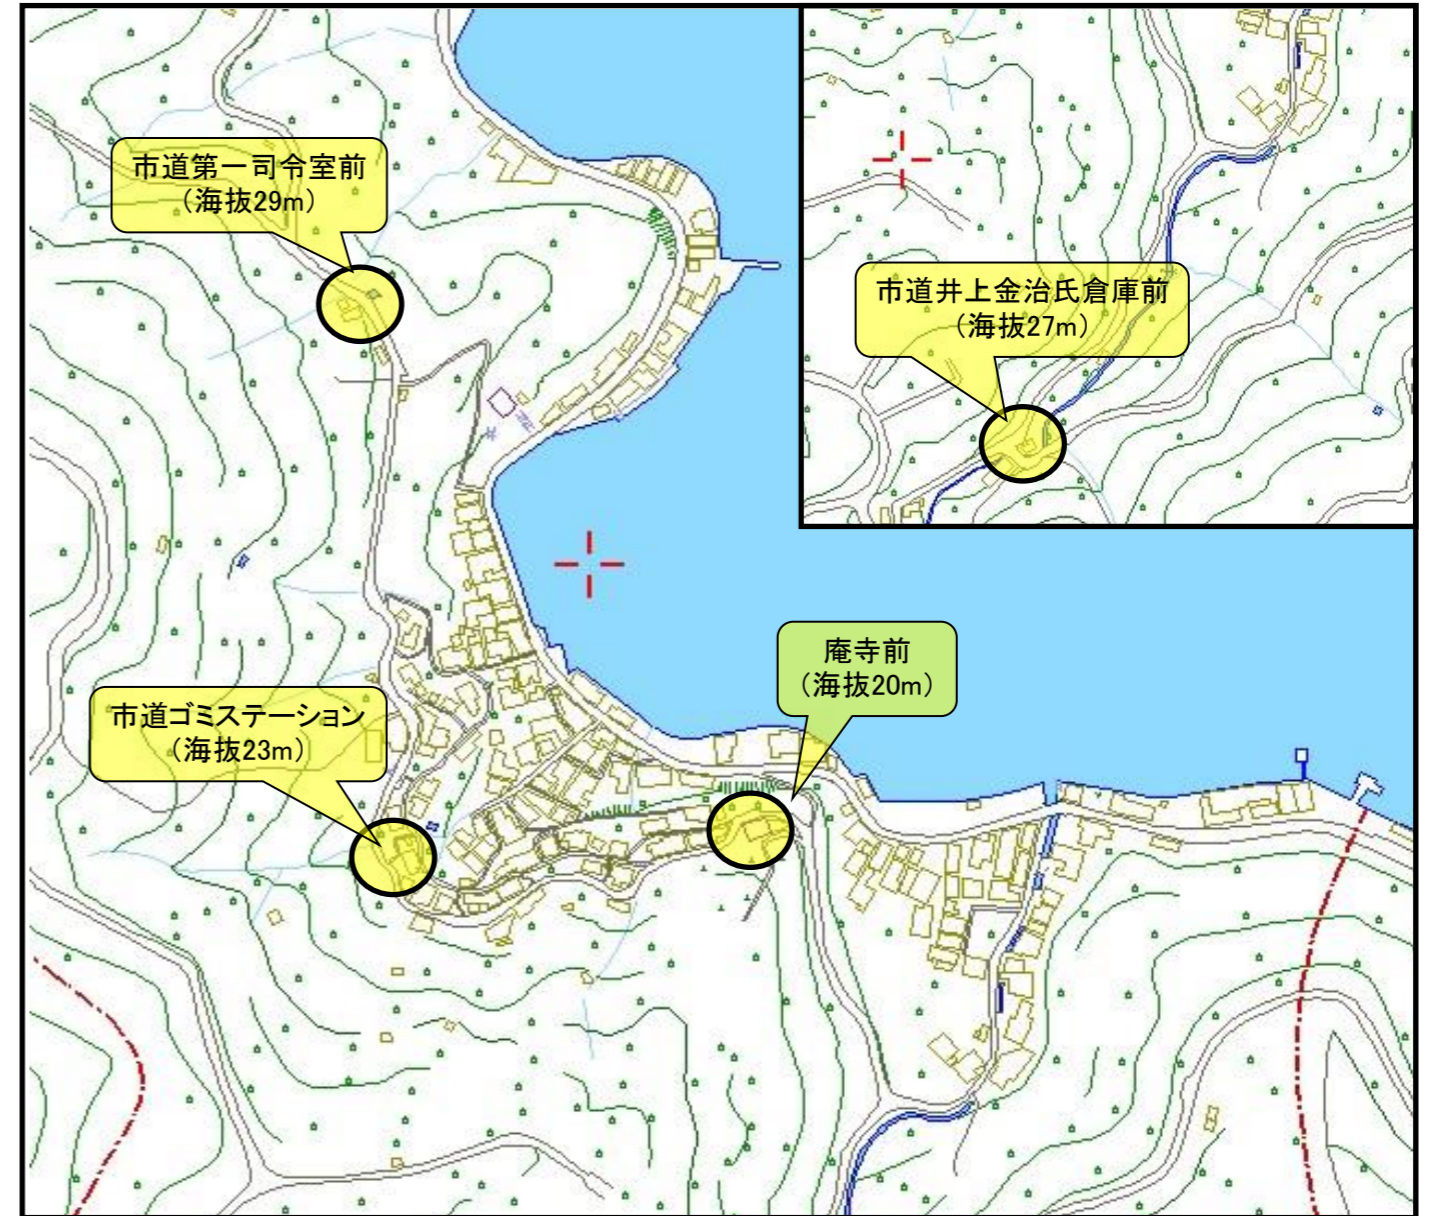 市道第一司令室前
（海抜29m）
市道井上金治氏倉庫前
（海抜27m）
庵寺前
（海抜20m）
市道ゴミステーション
（海抜23m）